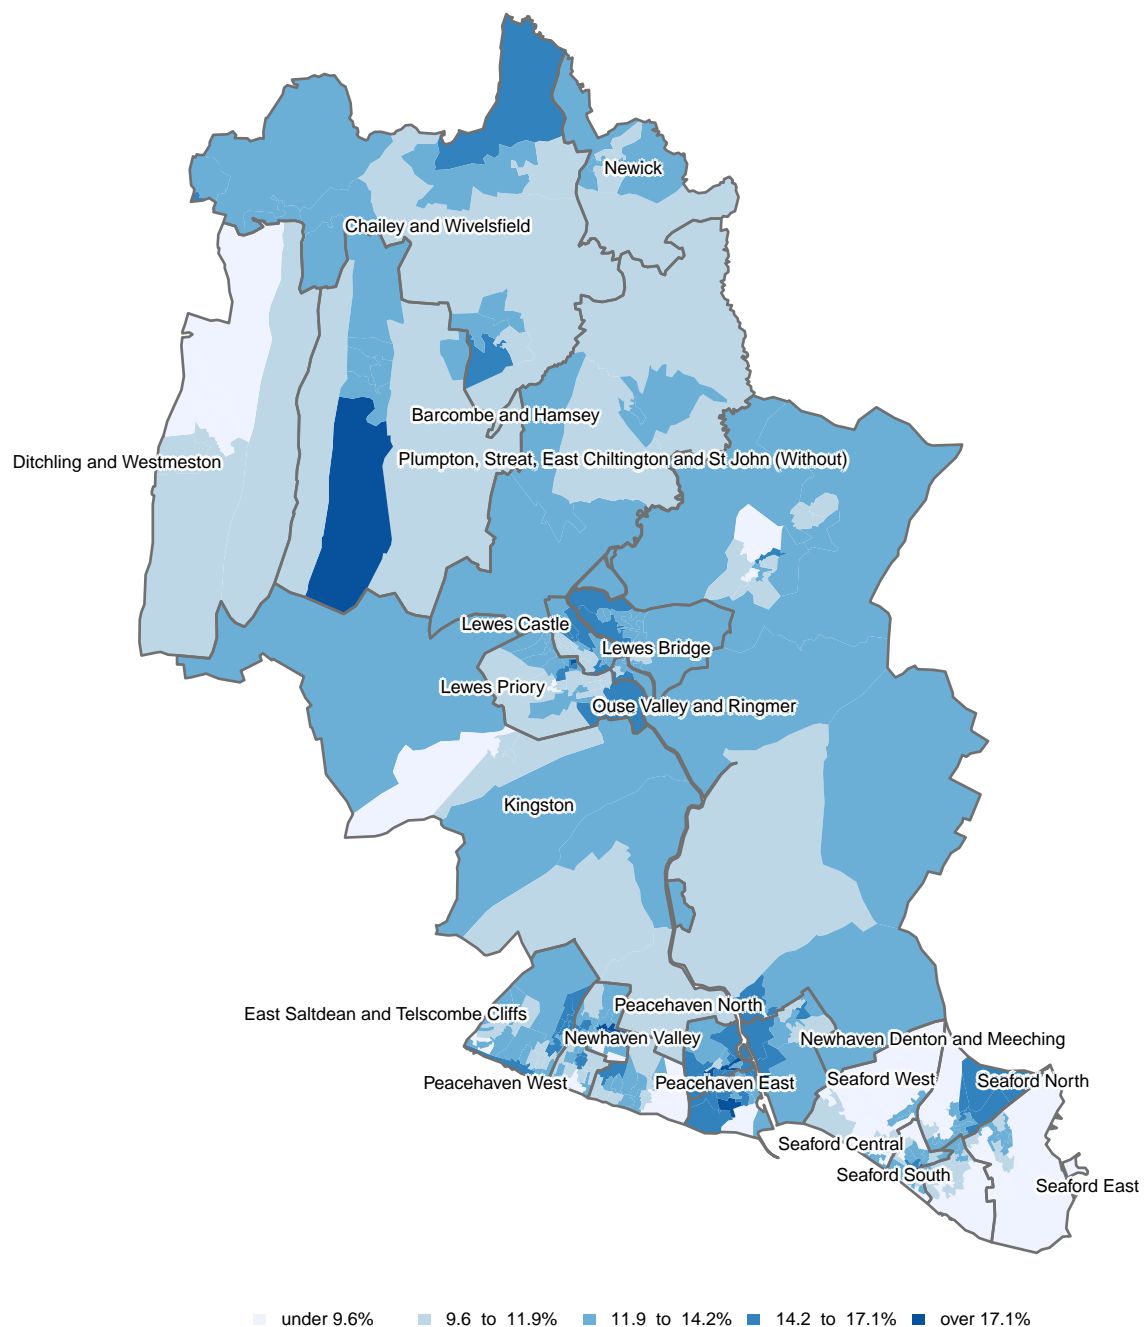 Newick
Chailey and Wivelsfield
Barcombe and Hamsey
Ditchling and Westmeston
Plumpton, Streat, East Chiltington and St John (Without)
Lewes Castle
Lewes Bridge
Lewes Priory
Ouse Valley and Ringmer
Kingston
Peacehaven North
East Saltdean and Telscombe Cliffs
Newhaven Valley
Newhaven Denton and Meeching
Peacehaven West
Peacehaven East
Seaford West
Seaford North
Seaford Central
Seaford South
Seaford East
under 9.6%
9.6 to 11.9%
11.9 to 14.2%
14.2 to 17.1%
over 17.1%